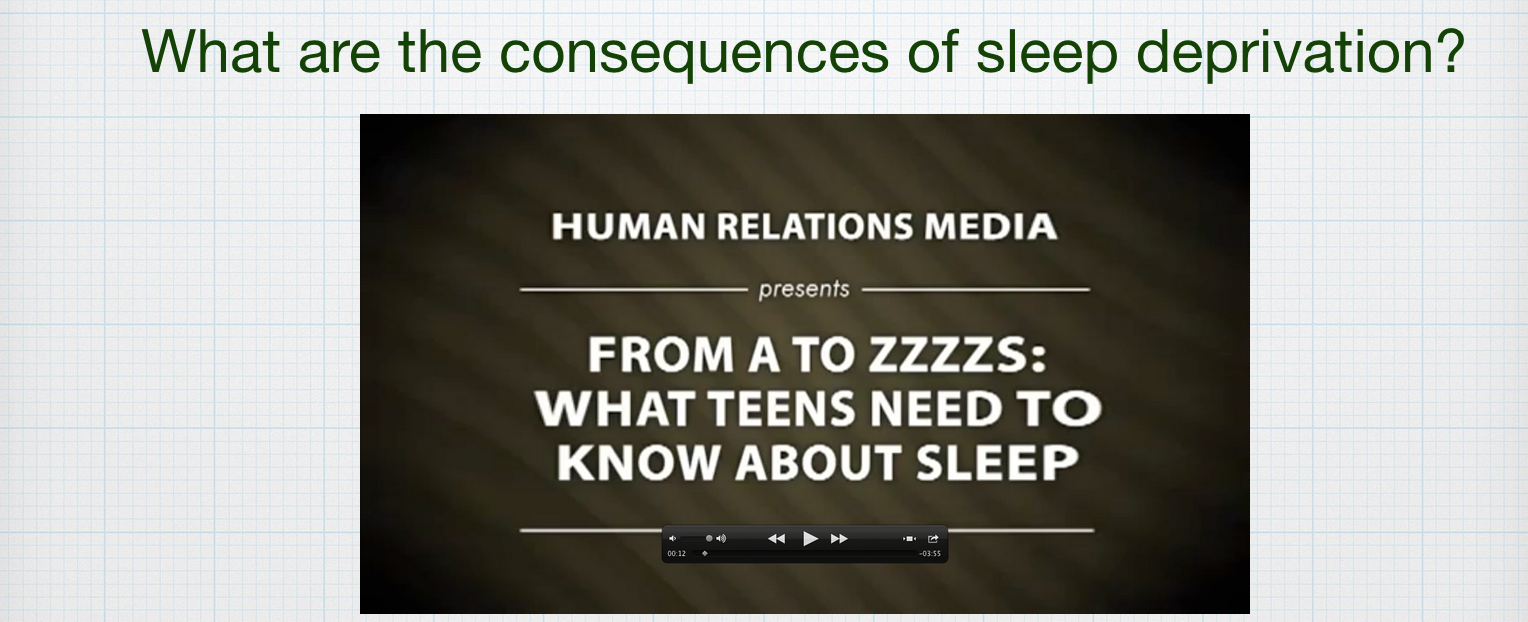 What are the consequences of sleep deprivation?
HUMAN RELATIONS MEDIA
presents
FROM A TO ZZZZS:
WHAT TEENS NEED TO
KNOW ABOUT SLEEP
00:12
-03:55